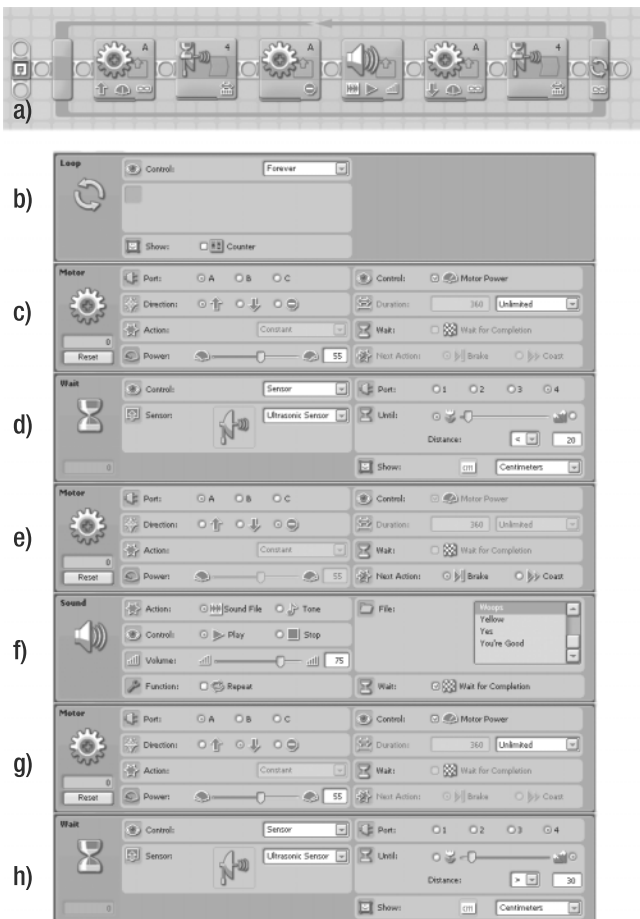 A 4 A A 4
a)
b)
Loop
Control: Forever
Show: Counter
c)
Motor
Port: A B C Control: Motor Power
Direction: Duration: 360 Unlimited
Action: Constant Wait: Wait for Completion
0
Reset Power: 55 Next Action: Brake Coast
d)
Wait
Control: Sensor Port: 1 2 3 4
Sensor: Ultrasonic Sensor Until:
Distance: < 20
0 Show: cm Centimeters
e)
Motor
Port: A B C Control: Motor Power
Direction: Duration: 360 Unlimited
Action: Constant Wait: Wait for Completion
0
Reset Power: 55 Next Action: Brake Coast
f)
Sound
Action: Sound File Tone File: Woops
Yellow
Control: Play Stop Yes
You're Good
Volume: 75
Function: Repeat Wait: Wait for Completion
g)
Motor
Port: A B C Control: Motor Power
Direction: Duration: 360 Unlimited
Action: Constant Wait: Wait for Completion
0
Reset Power: 55 Next Action: Brake Coast
h)
Wait
Control: Sensor Port: 1 2 3 4
Sensor: Ultrasonic Sensor Until:
Distance: > 30
0 Show: cm Centimeters